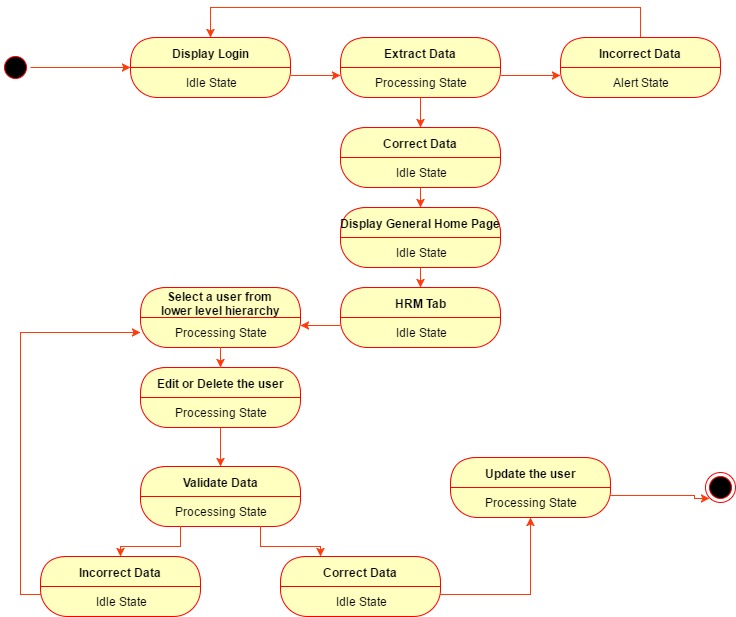 Display Login
Idle State
Extract Data
Processing State
Incorrect Data
Alert State
Correct Data
Idle State
Display General Home Page
Idle State
HRM Tab
Idle State
Select a user from
lower level hierarchy
Processing State
Edit or Delete the user
Processing State
Validate Data
Processing State
Update the user
Processing State
Incorrect Data
Idle State
Correct Data
Idle State